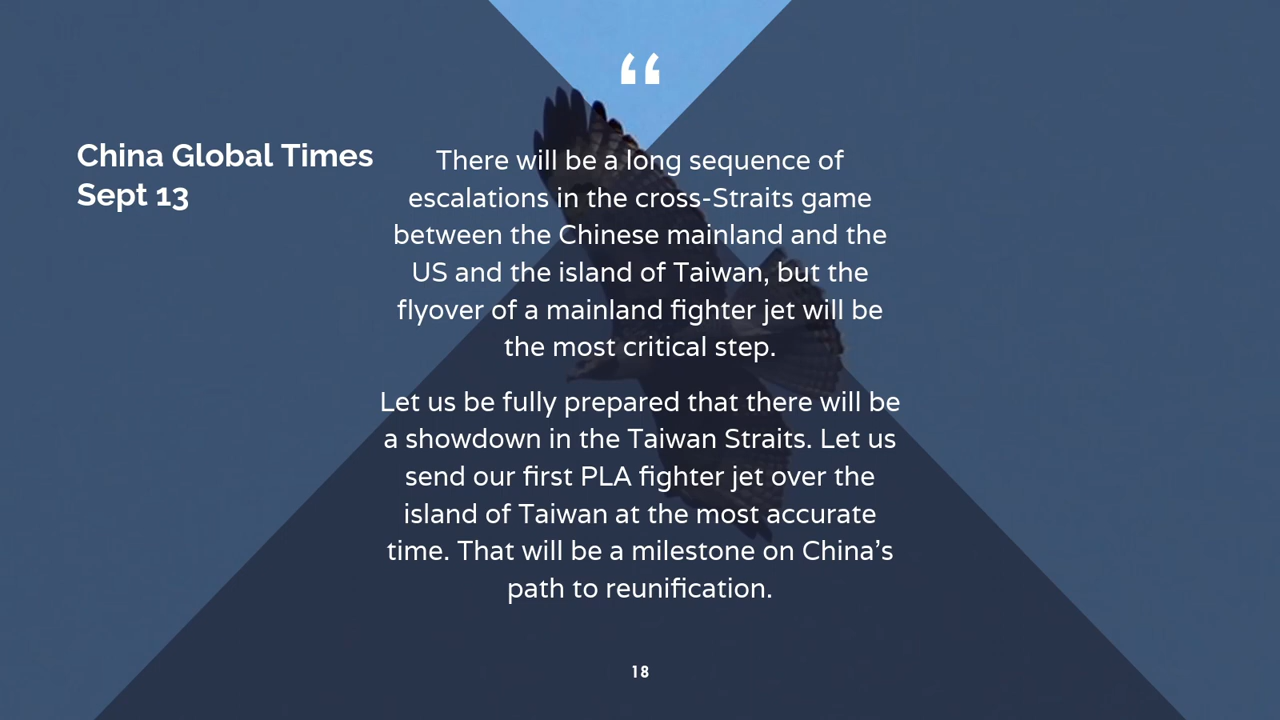 “
China Global Times
Sept 13
There will be a long sequence of
escalations in the cross-Straits game
between the Chinese mainland and the
US and the island of Taiwan, but the
flyover of a mainland fighter jet will be
the most critical step.
Let us be fully prepared that there will be
a showdown in the Taiwan Straits. Let us
send our first PLA fighter jet over the
island of Taiwan at the most accurate
time. That will be a milestone on China’s
path to reunification.
18